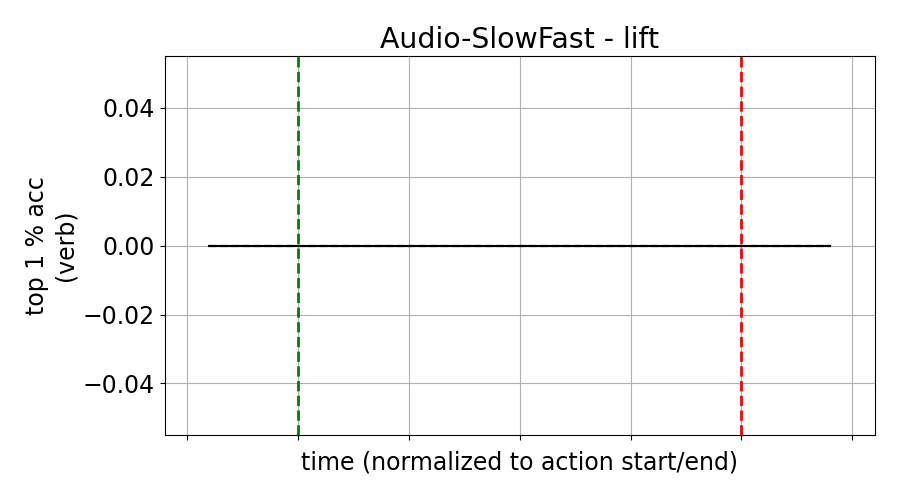 Audio-SlowFast - lift
0.04
0.02
0.00
−0.02
−0.04
top 1 % acc
(verb)
time (normalized to action start/end)